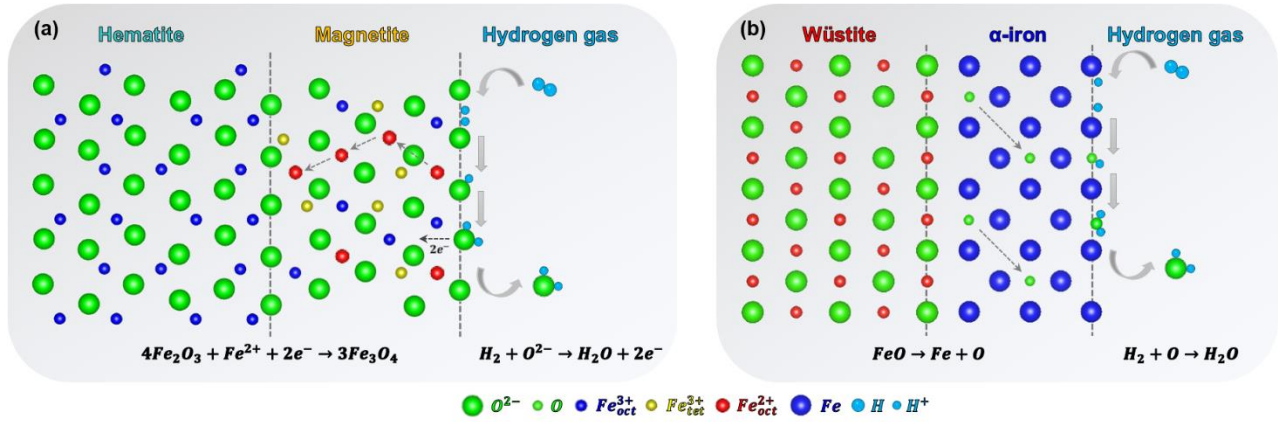 (a)
Hematite
Magnetite
Hydrogen gas
2e⁻
4Fe₂O₃ + Fe²⁺ + 2e⁻ → 3Fe₃O₄
H₂ + O²⁻ → H₂O + 2e⁻
(b)
Wüstite
α-iron
Hydrogen gas
FeO → Fe + O
H₂ + O → H₂O
O²⁻ O Fe³⁺oct Fe³⁺tet Fe²⁺oct Fe H H⁺